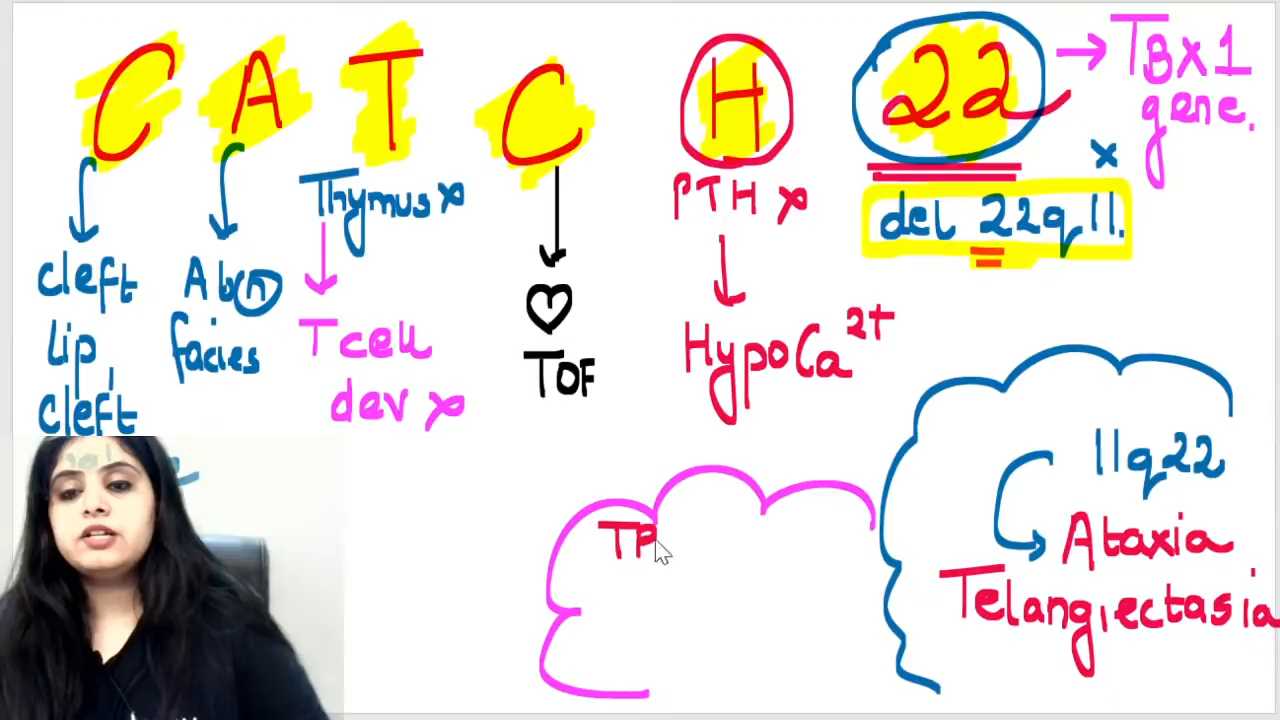 C A T C H 22 → TBX1
gene.
Thymus x
PTH x
x
del 22q11.
Cleft
lip,
cleft
Abn
facies
T cell
dev x
TOF
HypoCa2+
11q22
Ataxia
Telangiectasia
TP